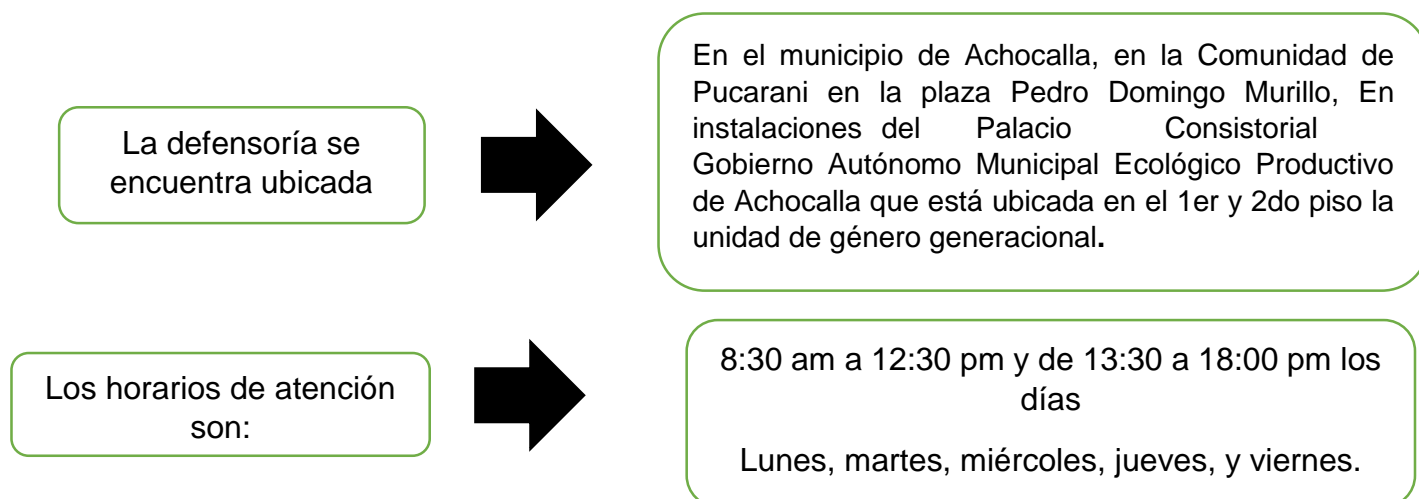 La defensoría se
encuentra ubicada
En el municipio de Achocalla, en la Comunidad de
Pucarani en la plaza Pedro Domingo Murillo, En
instalaciones del Palacio Consistorial
Gobierno Autónomo Municipal Ecológico Productivo
de Achocalla que está ubicada en el 1er y 2do piso la
unidad de género generacional.
Los horarios de atención
son:
8:30 am a 12:30 pm y de 13:30 a 18:00 pm los
días
Lunes, martes, miércoles, jueves, y viernes.